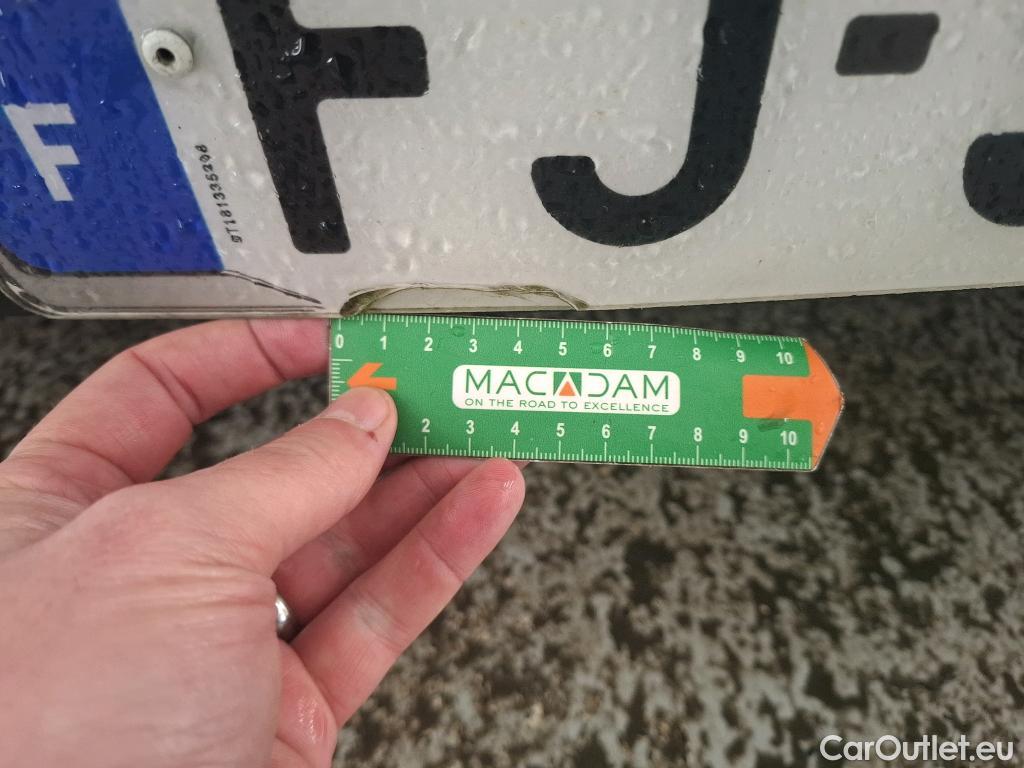 F
FJ-
0 1 2 3 4 5 6 7 8 9 10
MACADAM
ON THE ROAD TO EXCELLENCE
2 3 4 5 6 7 8 9 10
CarOutlet.eu